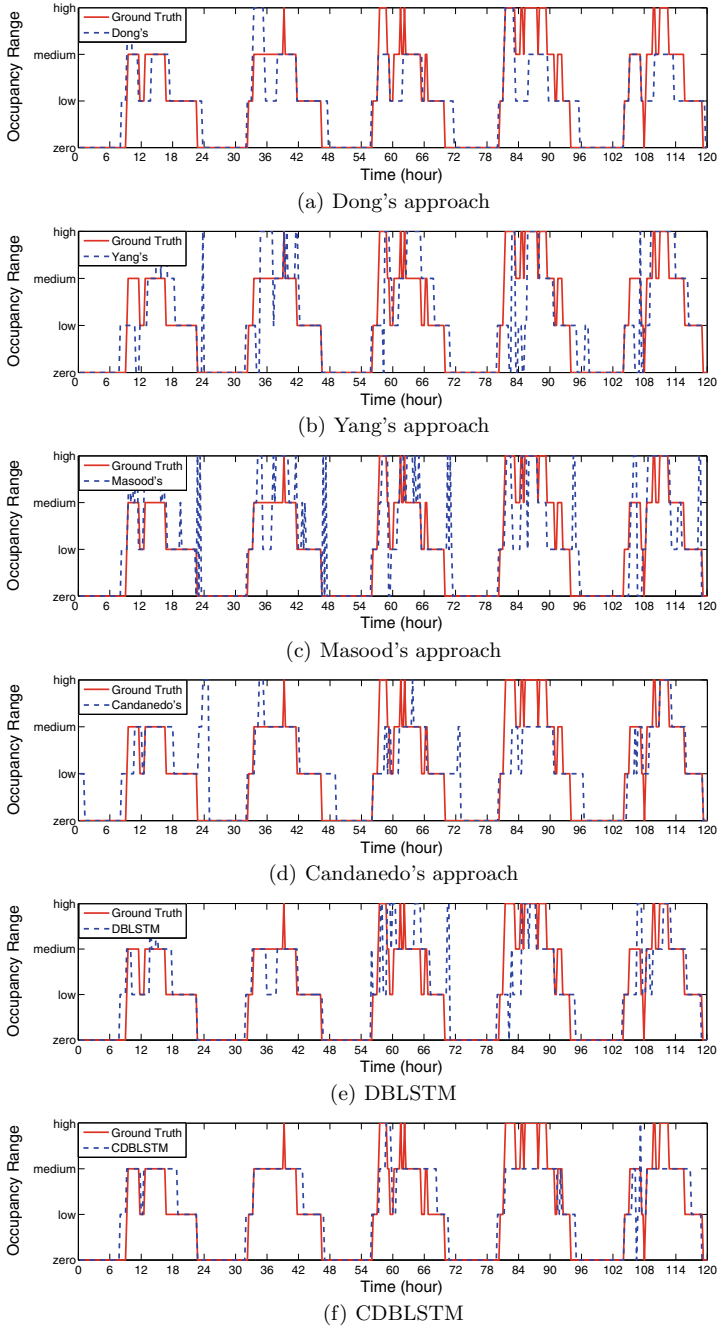 high
medium
low
zero
Occupancy Range
Ground Truth
Dong's
0 6 12 18 24 30 36 42 48 54 60 66 72 78 84 90 96 102 108 114 120
Time (hour)
(a) Dong's approach
high
medium
low
zero
Occupancy Range
Ground Truth
Yang's
0 6 12 18 24 30 36 42 48 54 60 66 72 78 84 90 96 102 108 114 120
Time (hour)
(b) Yang's approach
high
medium
low
zero
Occupancy Range
Ground Truth
Masood's
0 6 12 18 24 30 36 42 48 54 60 66 72 78 84 90 96 102 108 114 120
Time (hour)
(c) Masood's approach
high
medium
low
zero
Occupancy Range
Ground Truth
Candanedo's
0 6 12 18 24 30 36 42 48 54 60 66 72 78 84 90 96 102 108 114 120
Time (hour)
(d) Candanedo's approach
high
medium
low
zero
Occupancy Range
Ground Truth
DBLSTM
0 6 12 18 24 30 36 42 48 54 60 66 72 78 84 90 96 102 108 114 120
Time (hour)
(e) DBLSTM
high
medium
low
zero
Occupancy Range
Ground Truth
CDBLSTM
0 6 12 18 24 30 36 42 48 54 60 66 72 78 84 90 96 102 108 114 120
Time (hour)
(f) CDBLSTM